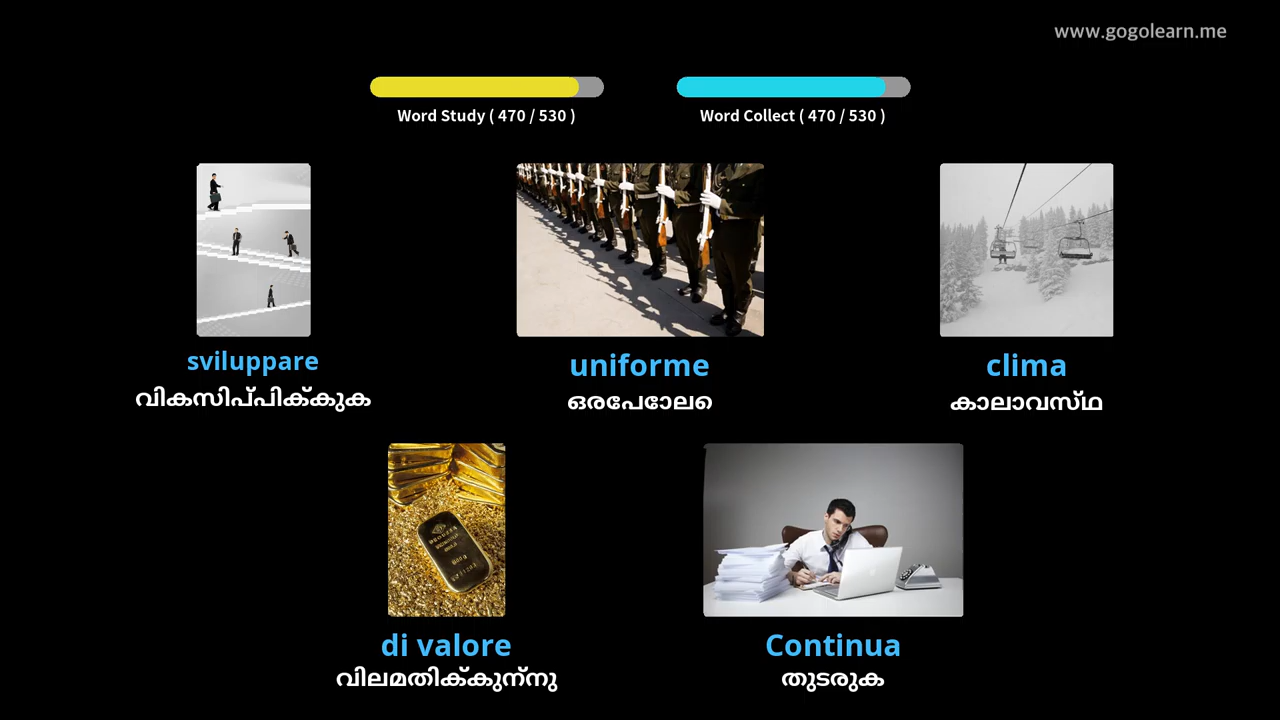 www.gogolearn.me
Word Study ( 470 / 530 )
Word Collect ( 470 / 530 )
sviluppare
വികസിപ്പിക്കുക
uniforme
ഒരേപോലെ
clima
കാലാവസ്ഥ
di valore
വിലമതിക്കുന്നു
Continua
തുടരുക